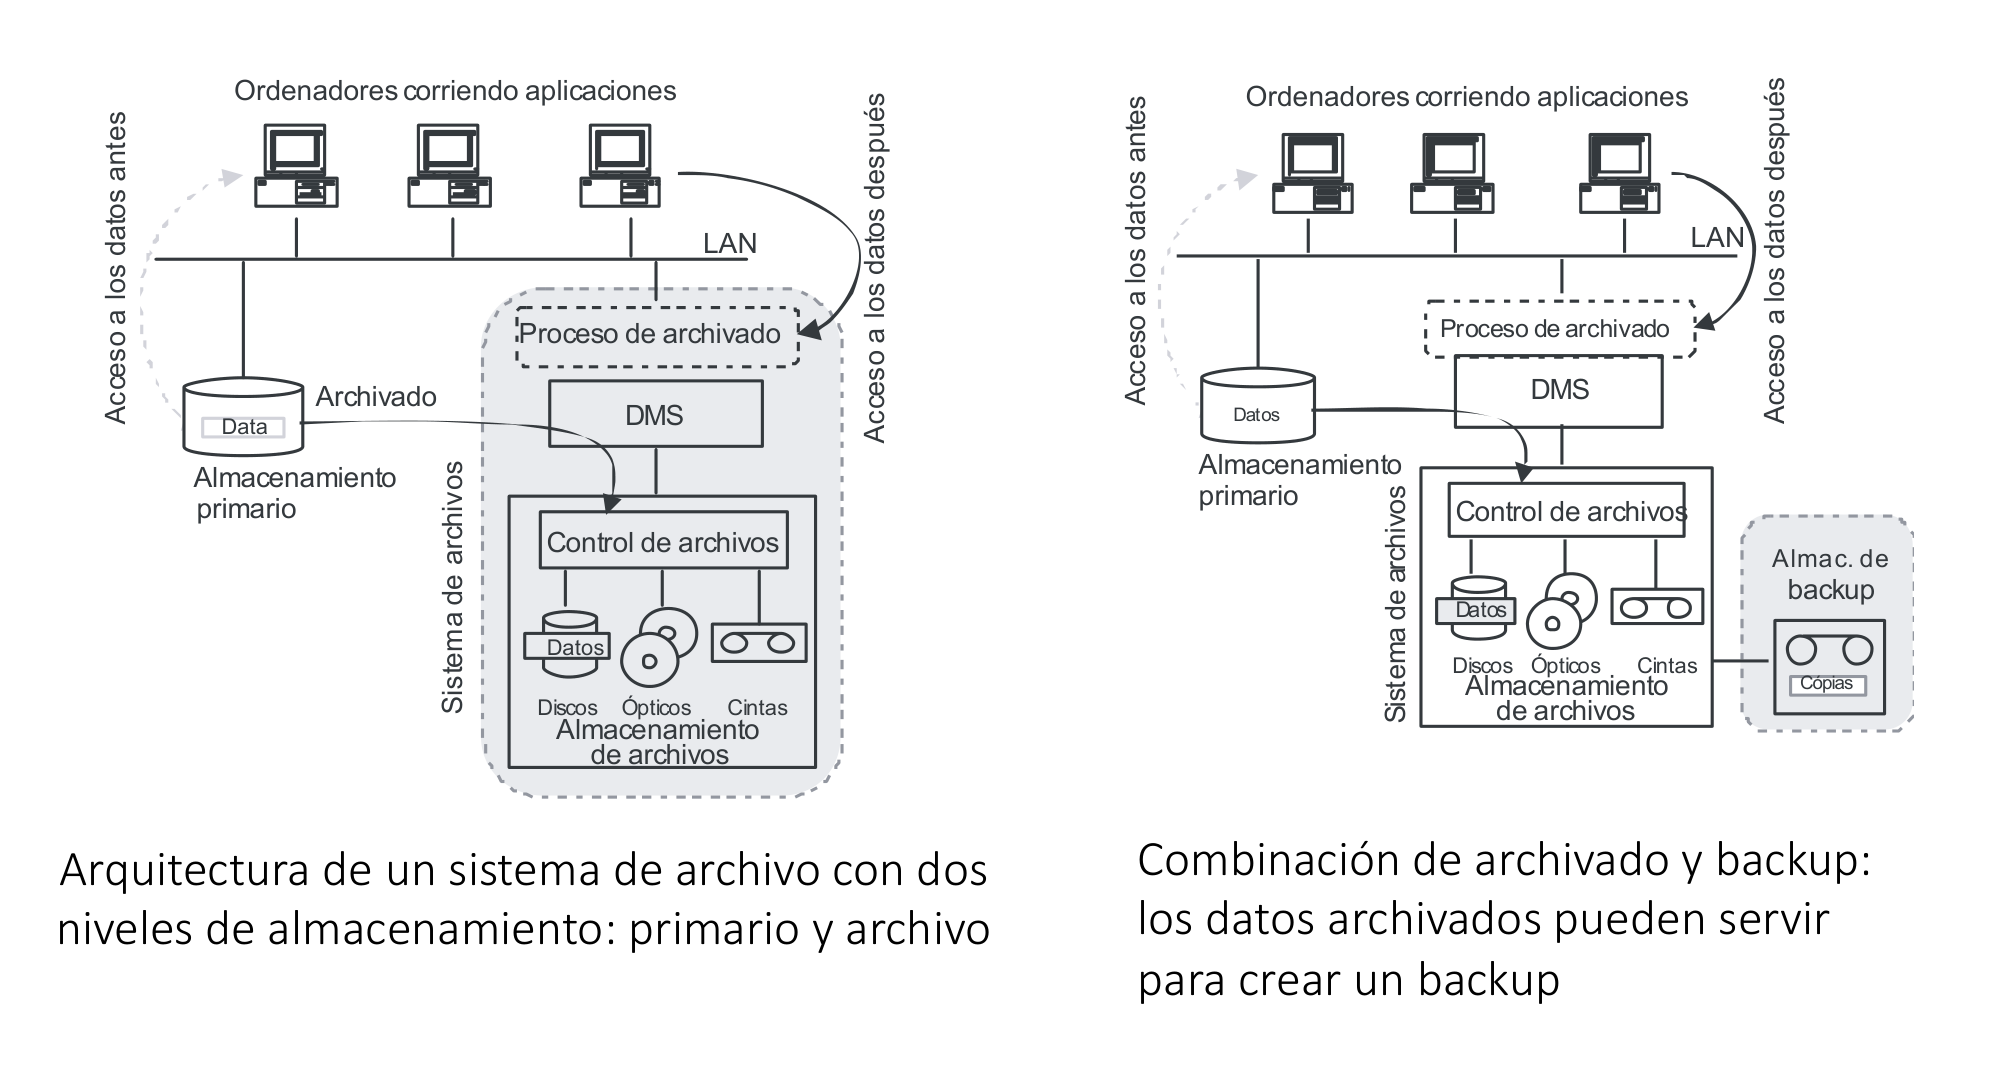 Ordenadores corriendo aplicaciones
Acceso a los datos antes
Acceso a los datos después
LAN
Proceso de archivado
Archivado
DMS
Data
Almacenamiento
primario
Sistema de archivos
Control de archivos
Datos
Discos Ópticos Cintas
Almacenamiento
de archivos
Arquitectura de un sistema de archivo con dos
niveles de almacenamiento: primario y archivo
Ordenadores corriendo aplicaciones
Acceso a los datos antes
Acceso a los datos después
LAN
Proceso de archivado
DMS
Datos
Almacenamiento
primario
Sistema de archivos
Control de archivos
Datos
Discos Ópticos Cintas
Almacenamiento
de archivos
Almac. de
backup
Cópias
Combinación de archivado y backup:
los datos archivados pueden servir
para crear un backup